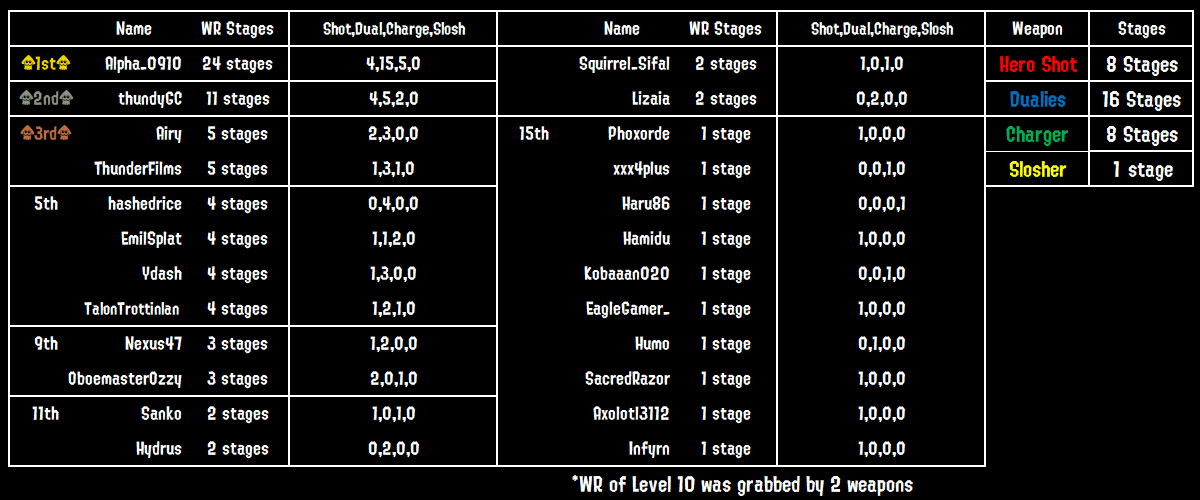 Name WR Stages Shot,Dual,Charge,Slosh Name WR Stages Shot,Dual,Charge,Slosh Weapon Stages
1st Alpha_0910 24 stages 4,15,5,0 Squirrel_Sifal 2 stages 1,0,1,0 Hero Shot 8 Stages
2nd thundyGC 11 stages 4,5,2,0 Lizaia 2 stages 0,2,0,0 Dualies 16 Stages
3rd Airy 5 stages 2,3,0,0 15th Phoxorde 1 stage 1,0,0,0 Charger 8 Stages
ThunderFilms 5 stages 1,3,1,0 xxx4plus 1 stage 0,0,1,0 Slosher 1 stage
5th hashedrice 4 stages 0,4,0,0 Haru86 1 stage 0,0,0,1
EmilSplat 4 stages 1,1,2,0 Hamidu 1 stage 1,0,0,0
Ydash 4 stages 1,3,0,0 Kobaaan020 1 stage 0,0,1,0
TalonTrottinlan 4 stages 1,2,1,0 EagleGamer_ 1 stage 1,0,0,0
9th Nexus47 3 stages 1,2,0,0 Humo 1 stage 0,1,0,0
OboemasterOzzy 3 stages 2,0,1,0 SacredRazor 1 stage 1,0,0,0
11th Sanko 2 stages 1,0,1,0 Axolotl3112 1 stage 1,0,0,0
Hydrus 2 stages 0,2,0,0 Infyrn 1 stage 1,0,0,0
*WR of Level 10 was grabbed by 2 weapons